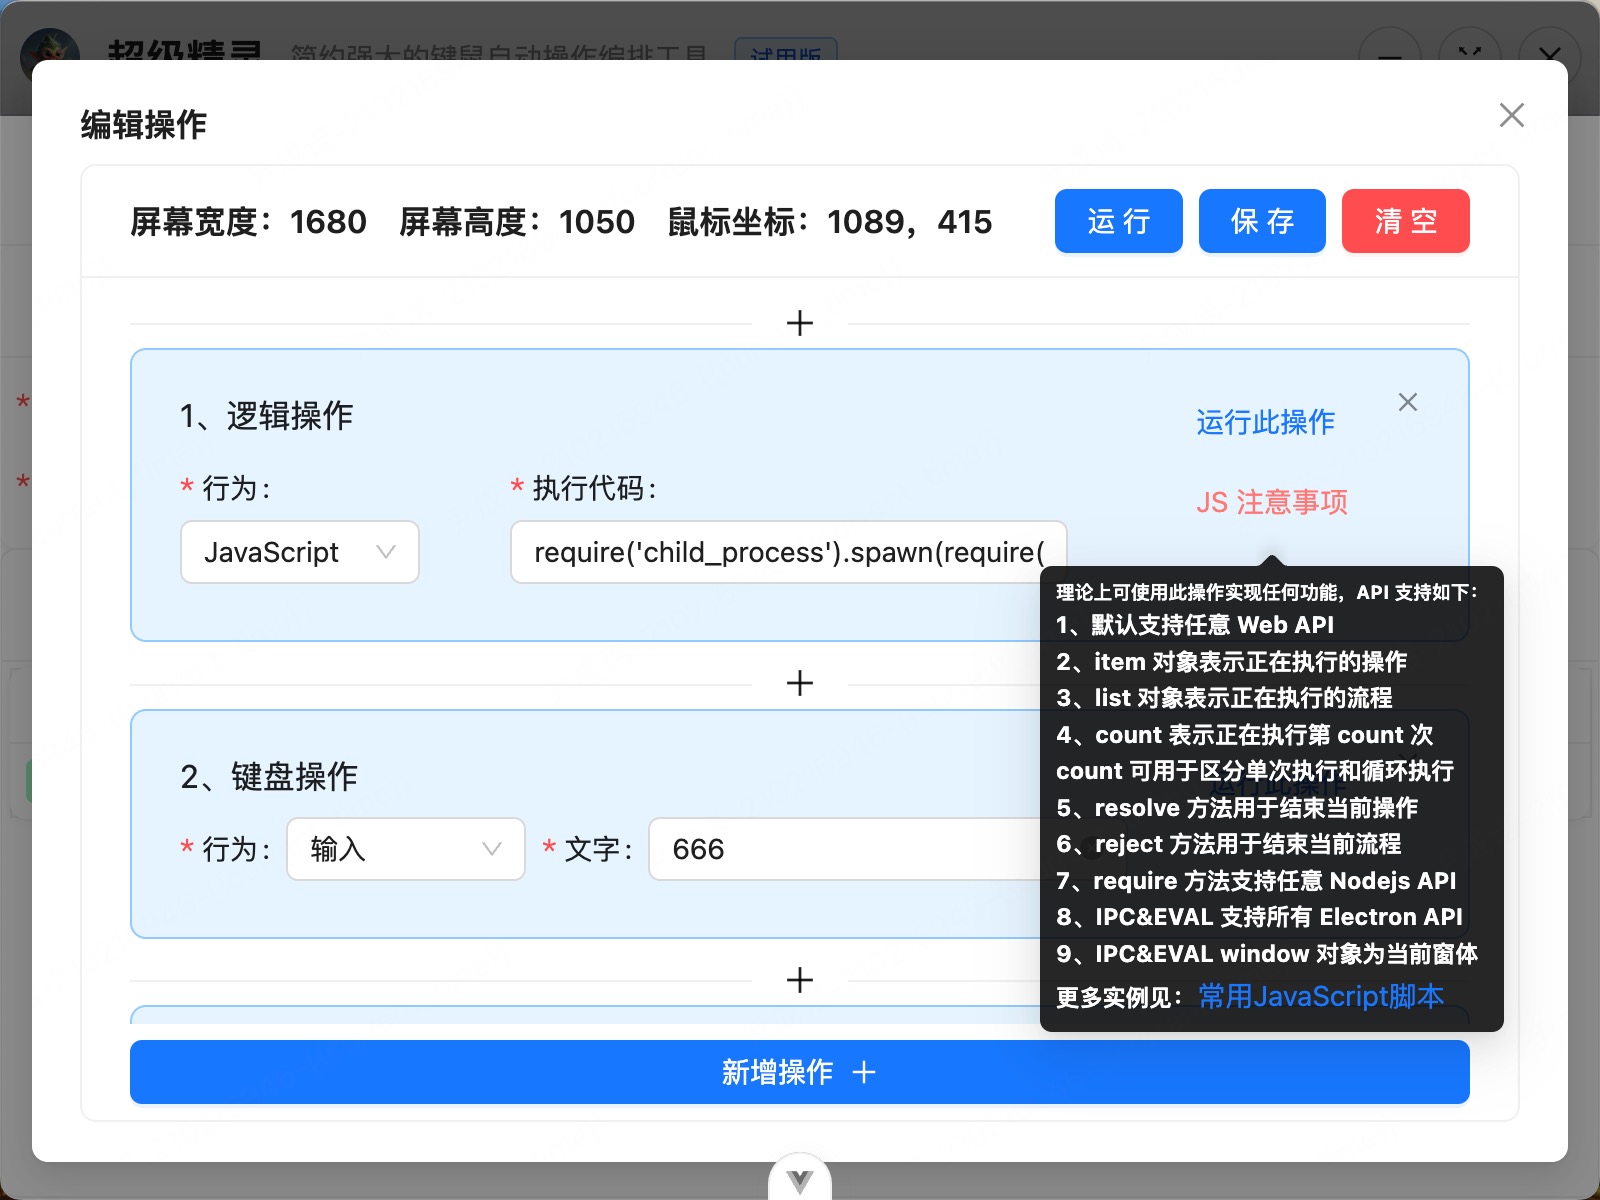 超级精灵 简约强大的键鼠自动操作编排工具 试用版
编辑操作
屏幕宽度：1680 屏幕高度：1050 鼠标坐标：1089，415
运 行 保 存 清 空
1、逻辑操作
运行此操作
* 行为：
* 执行代码：
JS 注意事项
JavaScript
require('child_process').spawn(require(
理论上可使用此操作实现任何功能，API 支持如下：
1、默认支持任意 Web API
2、item 对象表示正在执行的操作
3、list 对象表示正在执行的流程
4、count 表示正在执行第 count 次
count 可用于区分单次执行和循环执行
5、resolve 方法用于结束当前操作
6、reject 方法用于结束当前流程
7、require 方法支持任意 Nodejs API
8、IPC&EVAL 支持所有 Electron API
9、IPC&EVAL window 对象为当前窗体
更多实例见：常用JavaScript脚本
2、键盘操作
运行此操作
* 行为： 输入 * 文字： 666
新增操作